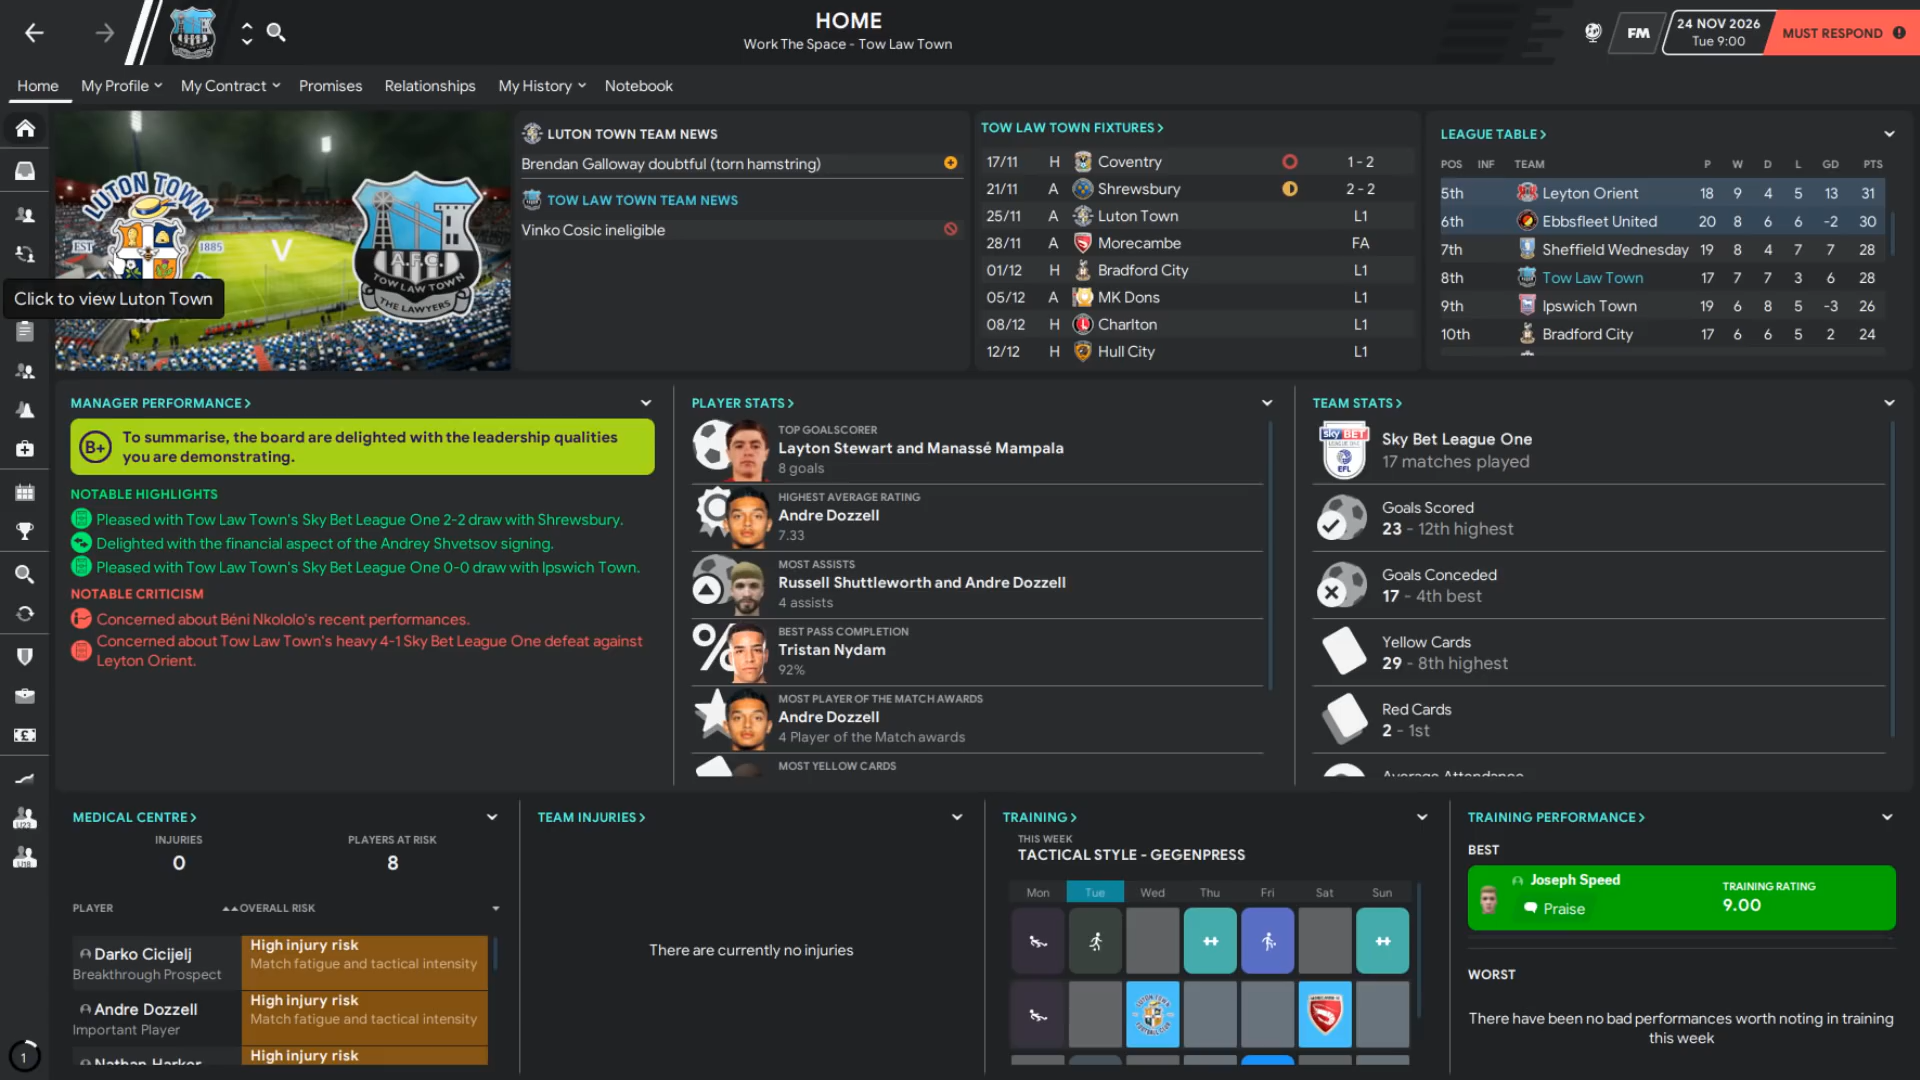 HOME
Work The Space - Tow Law Town
FM
24 NOV 2026
Tue 9:00
MUST RESPOND
Home
My Profile
My Contract
Promises
Relationships
My History
Notebook
LUTON TOWN
EST
1885
V
A.F.C.
TOW LAW TOWN
THE LAWYERS
Click to view Luton Town
LUTON TOWN TEAM NEWS
Brendan Galloway doubtful (torn hamstring)
TOW LAW TOWN TEAM NEWS
Vinko Cosic ineligible
TOW LAW TOWN FIXTURES >
17/11 H Coventry 1 - 2
21/11 A Shrewsbury 2 - 2
25/11 A Luton Town L1
28/11 A Morecambe FA
01/12 H Bradford City L1
05/12 A MK Dons L1
08/12 H Charlton L1
12/12 H Hull City L1
LEAGUE TABLE >
POS INF TEAM P W D L GD PTS
5th Leyton Orient 18 9 4 5 13 31
6th Ebbsfleet United 20 8 6 6 -2 30
7th Sheffield Wednesday 19 8 4 7 7 28
8th Tow Law Town 17 7 7 3 6 28
9th Ipswich Town 19 6 8 5 -3 26
10th Bradford City 17 6 6 5 2 24
MANAGER PERFORMANCE >
B+
To summarise, the board are delighted with the leadership qualities
you are demonstrating.
NOTABLE HIGHLIGHTS
Pleased with Tow Law Town's Sky Bet League One 2-2 draw with Shrewsbury.
Delighted with the financial aspect of the Andrey Shvetsov signing.
Pleased with Tow Law Town's Sky Bet League One 0-0 draw with Ipswich Town.
NOTABLE CRITICISM
Concerned about Béni Nkololo's recent performances.
Concerned about Tow Law Town's heavy 4-1 Sky Bet League One defeat against
Leyton Orient.
PLAYER STATS >
TOP GOALSCORER
Layton Stewart and Manassé Mampala
8 goals
HIGHEST AVERAGE RATING
Andre Dozzell
7.33
MOST ASSISTS
Russell Shuttleworth and Andre Dozzell
4 assists
BEST PASS COMPLETION
Tristan Nydam
92%
MOST PLAYER OF THE MATCH AWARDS
Andre Dozzell
4 Player of the Match awards
MOST YELLOW CARDS
TEAM STATS >
sky BET
EFL
Sky Bet League One
17 matches played
Goals Scored
23 - 12th highest
Goals Conceded
17 - 4th best
Yellow Cards
29 - 8th highest
Red Cards
2 - 1st
Average Attendance
MEDICAL CENTRE >
INJURIES
0
PLAYERS AT RISK
8
PLAYER OVERALL RISK
Darko Cicijelj
Breakthrough Prospect
High injury risk
Match fatigue and tactical intensity
Andre Dozzell
Important Player
High injury risk
Match fatigue and tactical intensity
Nathan Harker
High injury risk
TEAM INJURIES >
There are currently no injuries
TRAINING >
THIS WEEK
TACTICAL STYLE - GEGENPRESS
Mon Tue Wed Thu Fri Sat Sun
TRAINING PERFORMANCE >
BEST
Joseph Speed
Praise
TRAINING RATING
9.00
WORST
There have been no bad performances worth noting in training
this week
U23
U18
1